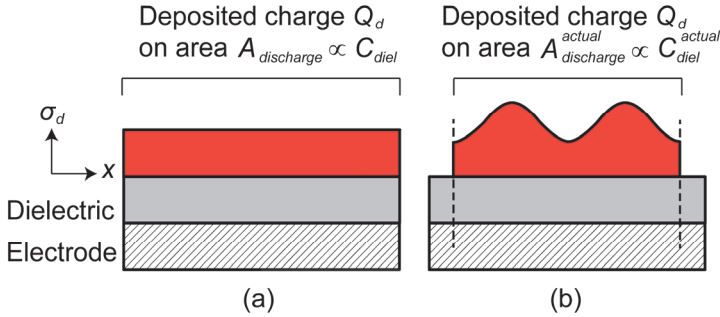 Deposited charge Q_d
on area A_discharge ∝ C_diel
Deposited charge Q_d
on area A^actual_discharge ∝ C^actual_diel
σ_d
x
Dielectric
Electrode
(a)
(b)